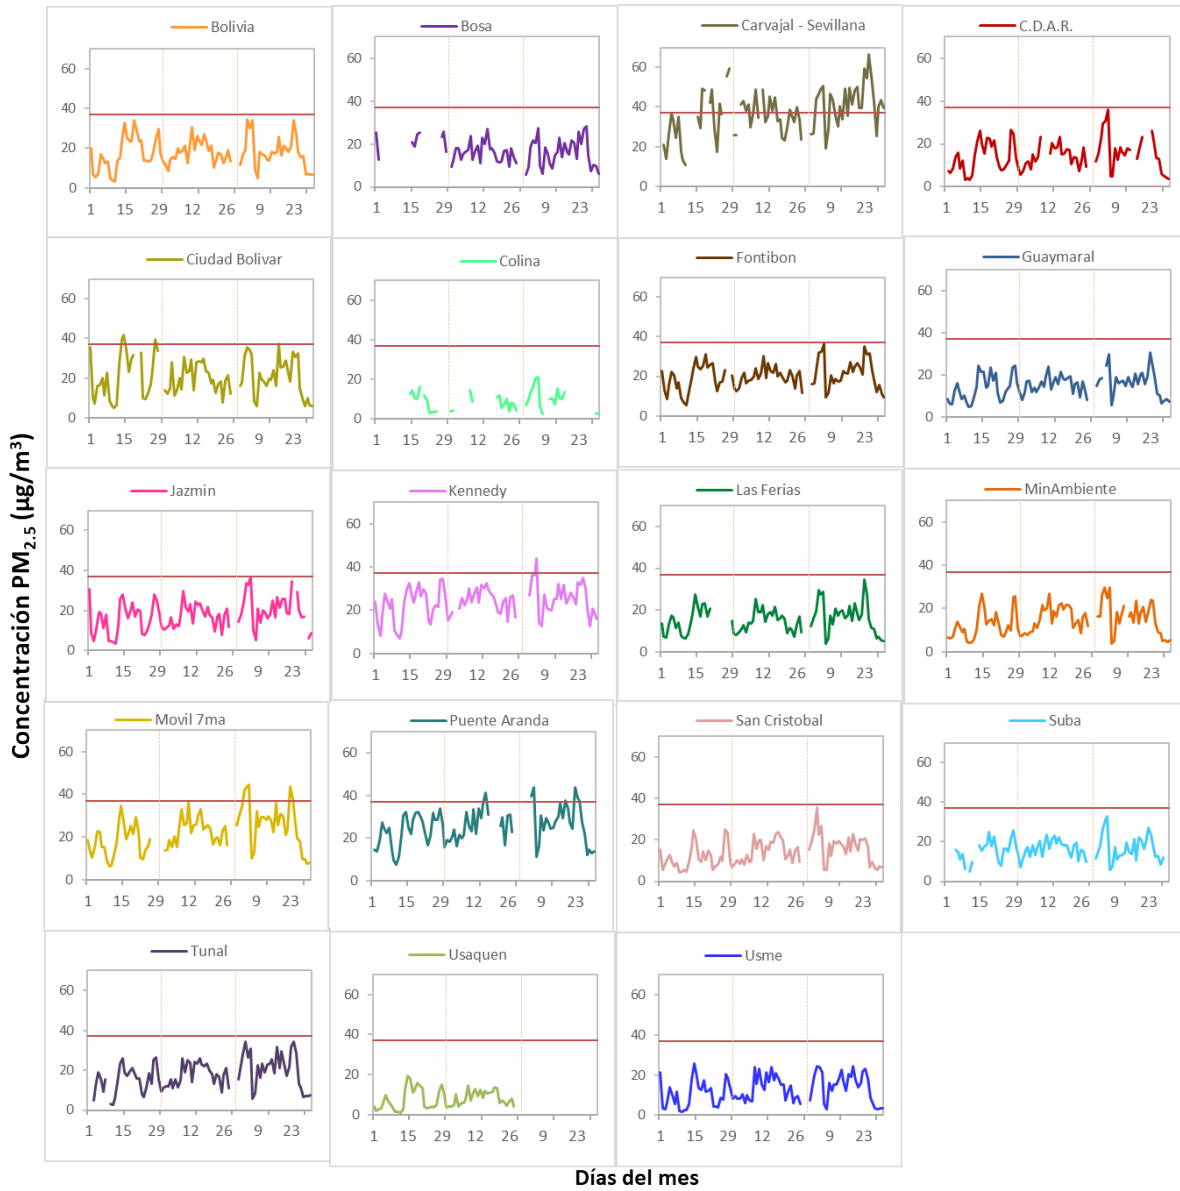 Concentración PM2.5 (µg/m³)
Bolivia
60
40
20
0
1 15 29 12 26 9 23
Bosa
60
40
20
0
1 15 29 12 26 9 23
Carvajal - Sevillana
60
40
20
0
1 15 29 12 26 9 23
C.D.A.R.
60
40
20
0
1 15 29 12 26 9 23
Ciudad Bolivar
60
40
20
0
1 15 29 12 26 9 23
Colina
60
40
20
0
1 15 29 12 26 9 23
Fontibon
60
40
20
0
1 15 29 12 26 9 23
Guaymaral
60
40
20
0
1 15 29 12 26 9 23
Jazmin
60
40
20
0
1 15 29 12 26 9 23
Kennedy
60
40
20
0
1 15 29 12 26 9 23
Las Ferias
60
40
20
0
1 15 29 12 26 9 23
MinAmbiente
60
40
20
0
1 15 29 12 26 9 23
Movil 7ma
60
40
20
0
1 15 29 12 26 9 23
Puente Aranda
60
40
20
0
1 15 29 12 26 9 23
San Cristobal
60
40
20
0
1 15 29 12 26 9 23
Suba
60
40
20
0
1 15 29 12 26 9 23
Tunal
60
40
20
0
1 15 29 12 26 9 23
Usaquen
60
40
20
0
1 15 29 12 26 9 23
Usme
60
40
20
0
1 15 29 12 26 9 23
Días del mes